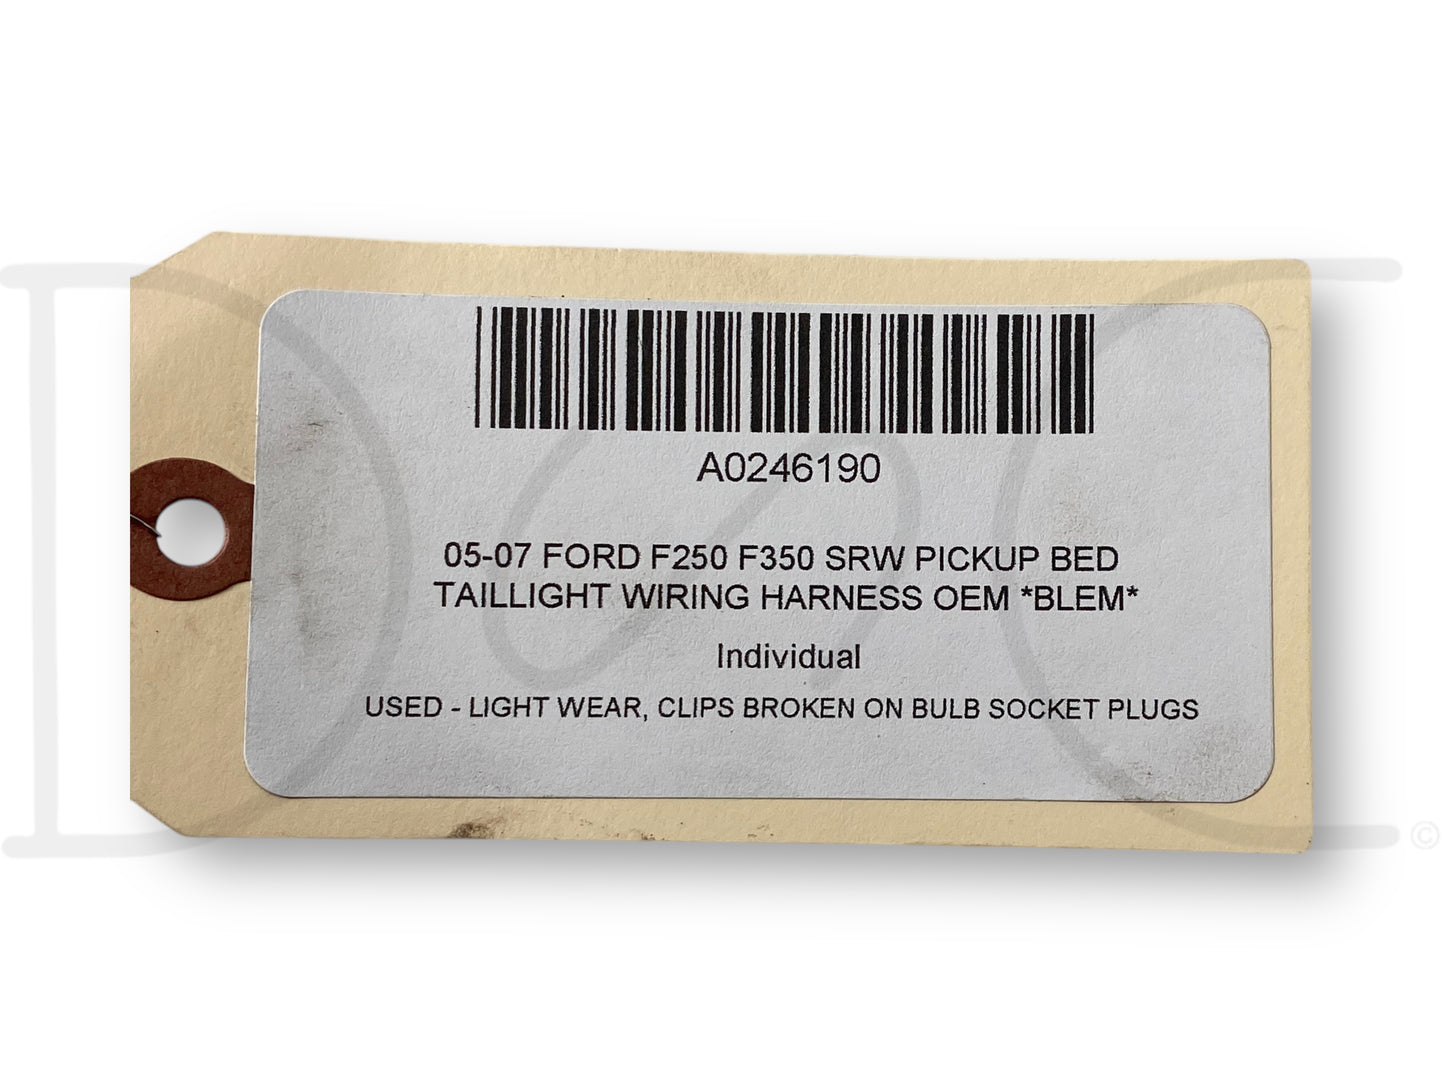 A0246190
05-07 FORD F250 F350 SRW PICKUP BED
TAILLIGHT WIRING HARNESS OEM *BLEM*
Individual
USED - LIGHT WEAR, CLIPS BROKEN ON BULB SOCKET PLUGS
©